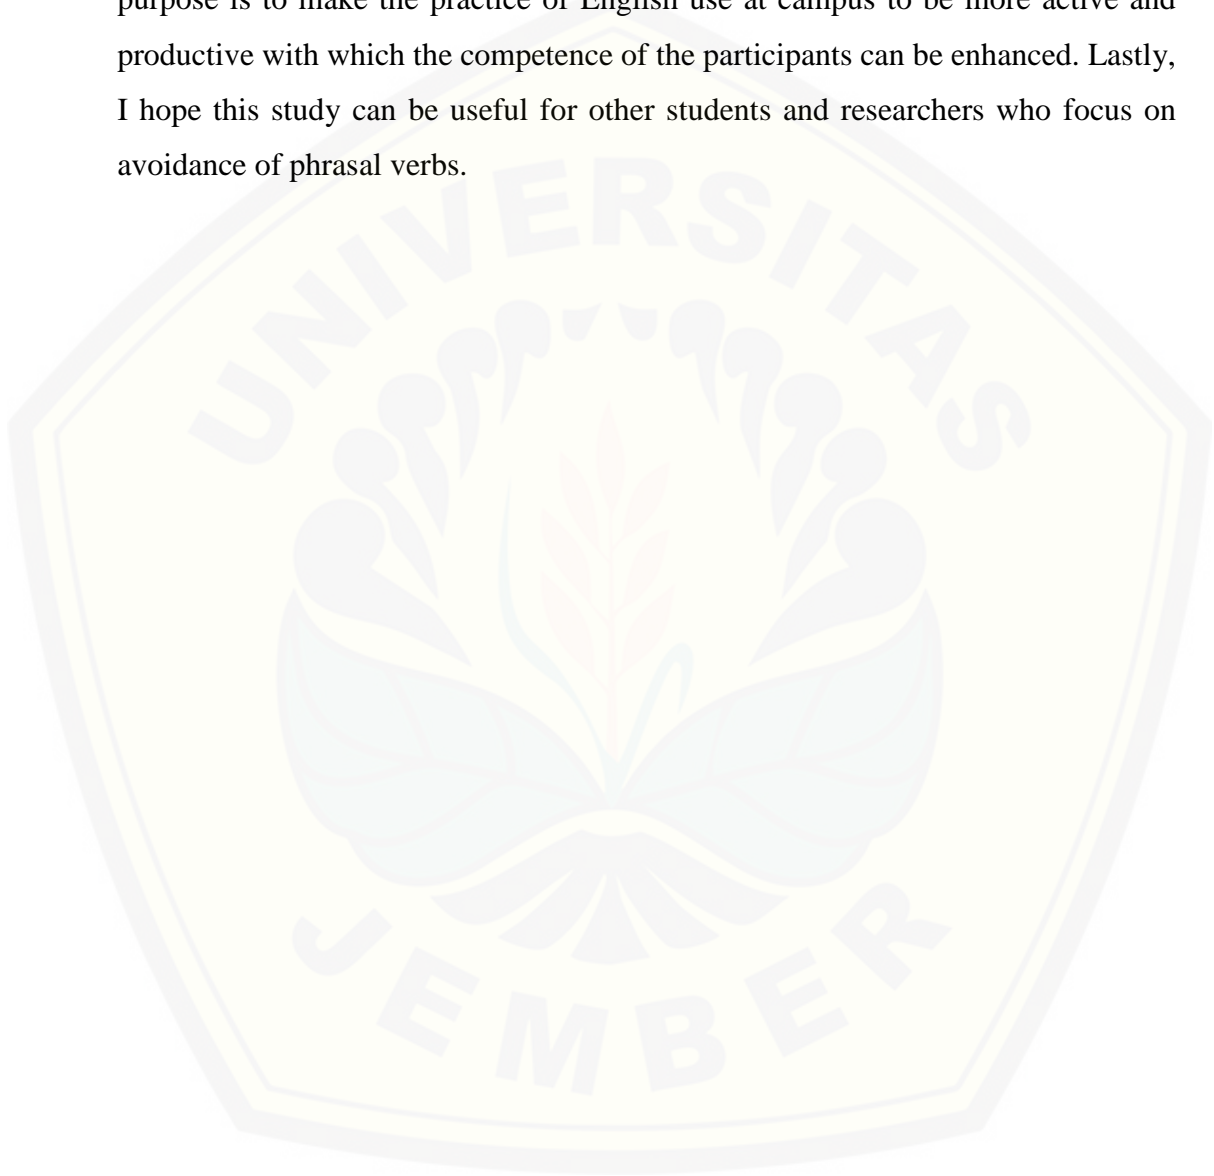 purpose is to make the practice of English use at campus to be more active and
productive with which the competence of the participants can be enhanced. Lastly,
I hope this study can be useful for other students and researchers who focus on
avoidance of phrasal verbs.
UNIVERSITAS
JEMBER